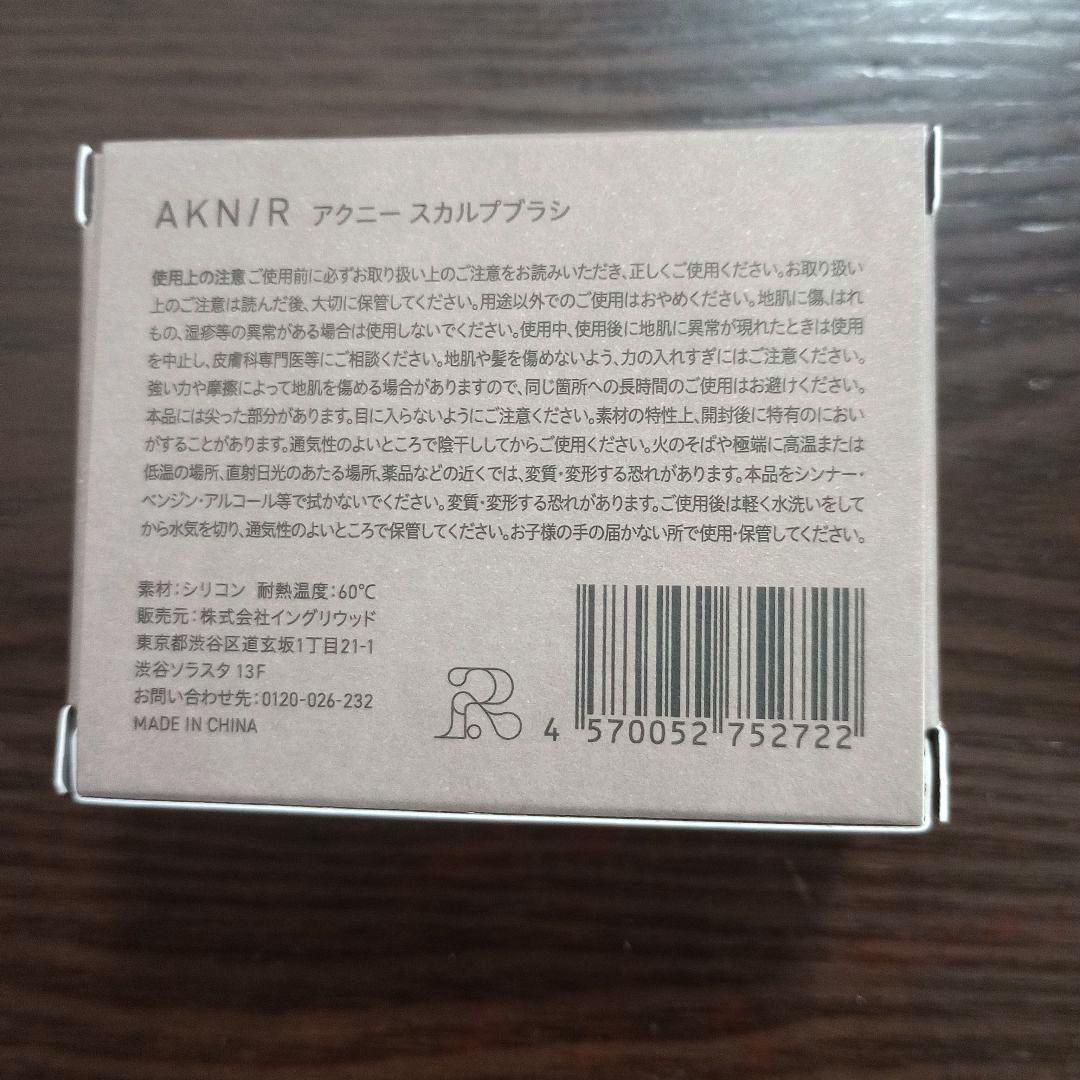 AKN/R アクニー スカルプブラシ
使用上の注意 ご使用前に必ずお取り扱い上のご注意をお読みいただき、正しくご使用ください。お取り扱い
上のご注意は読んだ後、大切に保管してください。用途以外でのご使用はおやめください。地肌に傷、はれ
もの、湿疹等の異常がある場合は使用しないでください。使用中、使用後に地肌に異常が現れたときは使用
を中止し、皮膚科専門医等にご相談ください。地肌や髪を傷めないよう、力の入れすぎにはご注意ください。
強い力や摩擦によって地肌を傷める場合がありますので、同じ箇所への長時間のご使用はお避けください。
本品には尖った部分があります。目に入らないようにご注意ください。素材の特性上、開封後に特有のにおい
がすることがあります。通気性のよいところで陰干ししてからご使用ください。火のそばや極端に高温または
低温の場所、直射日光のあたる場所、薬品などの近くでは、変質・変形する恐れがあります。本品をシンナー・
ベンジン・アルコール等で拭かないでください。変質・変形する恐れがあります。ご使用後は軽く水洗いをして
から水気を切り、通気性のよいところで保管してください。お子様の手の届かない所で使用・保管してください。
素材：シリコン 耐熱温度：60℃
販売元：株式会社イングリウッド
東京都渋谷区道玄坂1丁目21-1
渋谷ソラスタ 13F
お問い合わせ先：0120-026-232
MADE IN CHINA
R
4 570052 752722